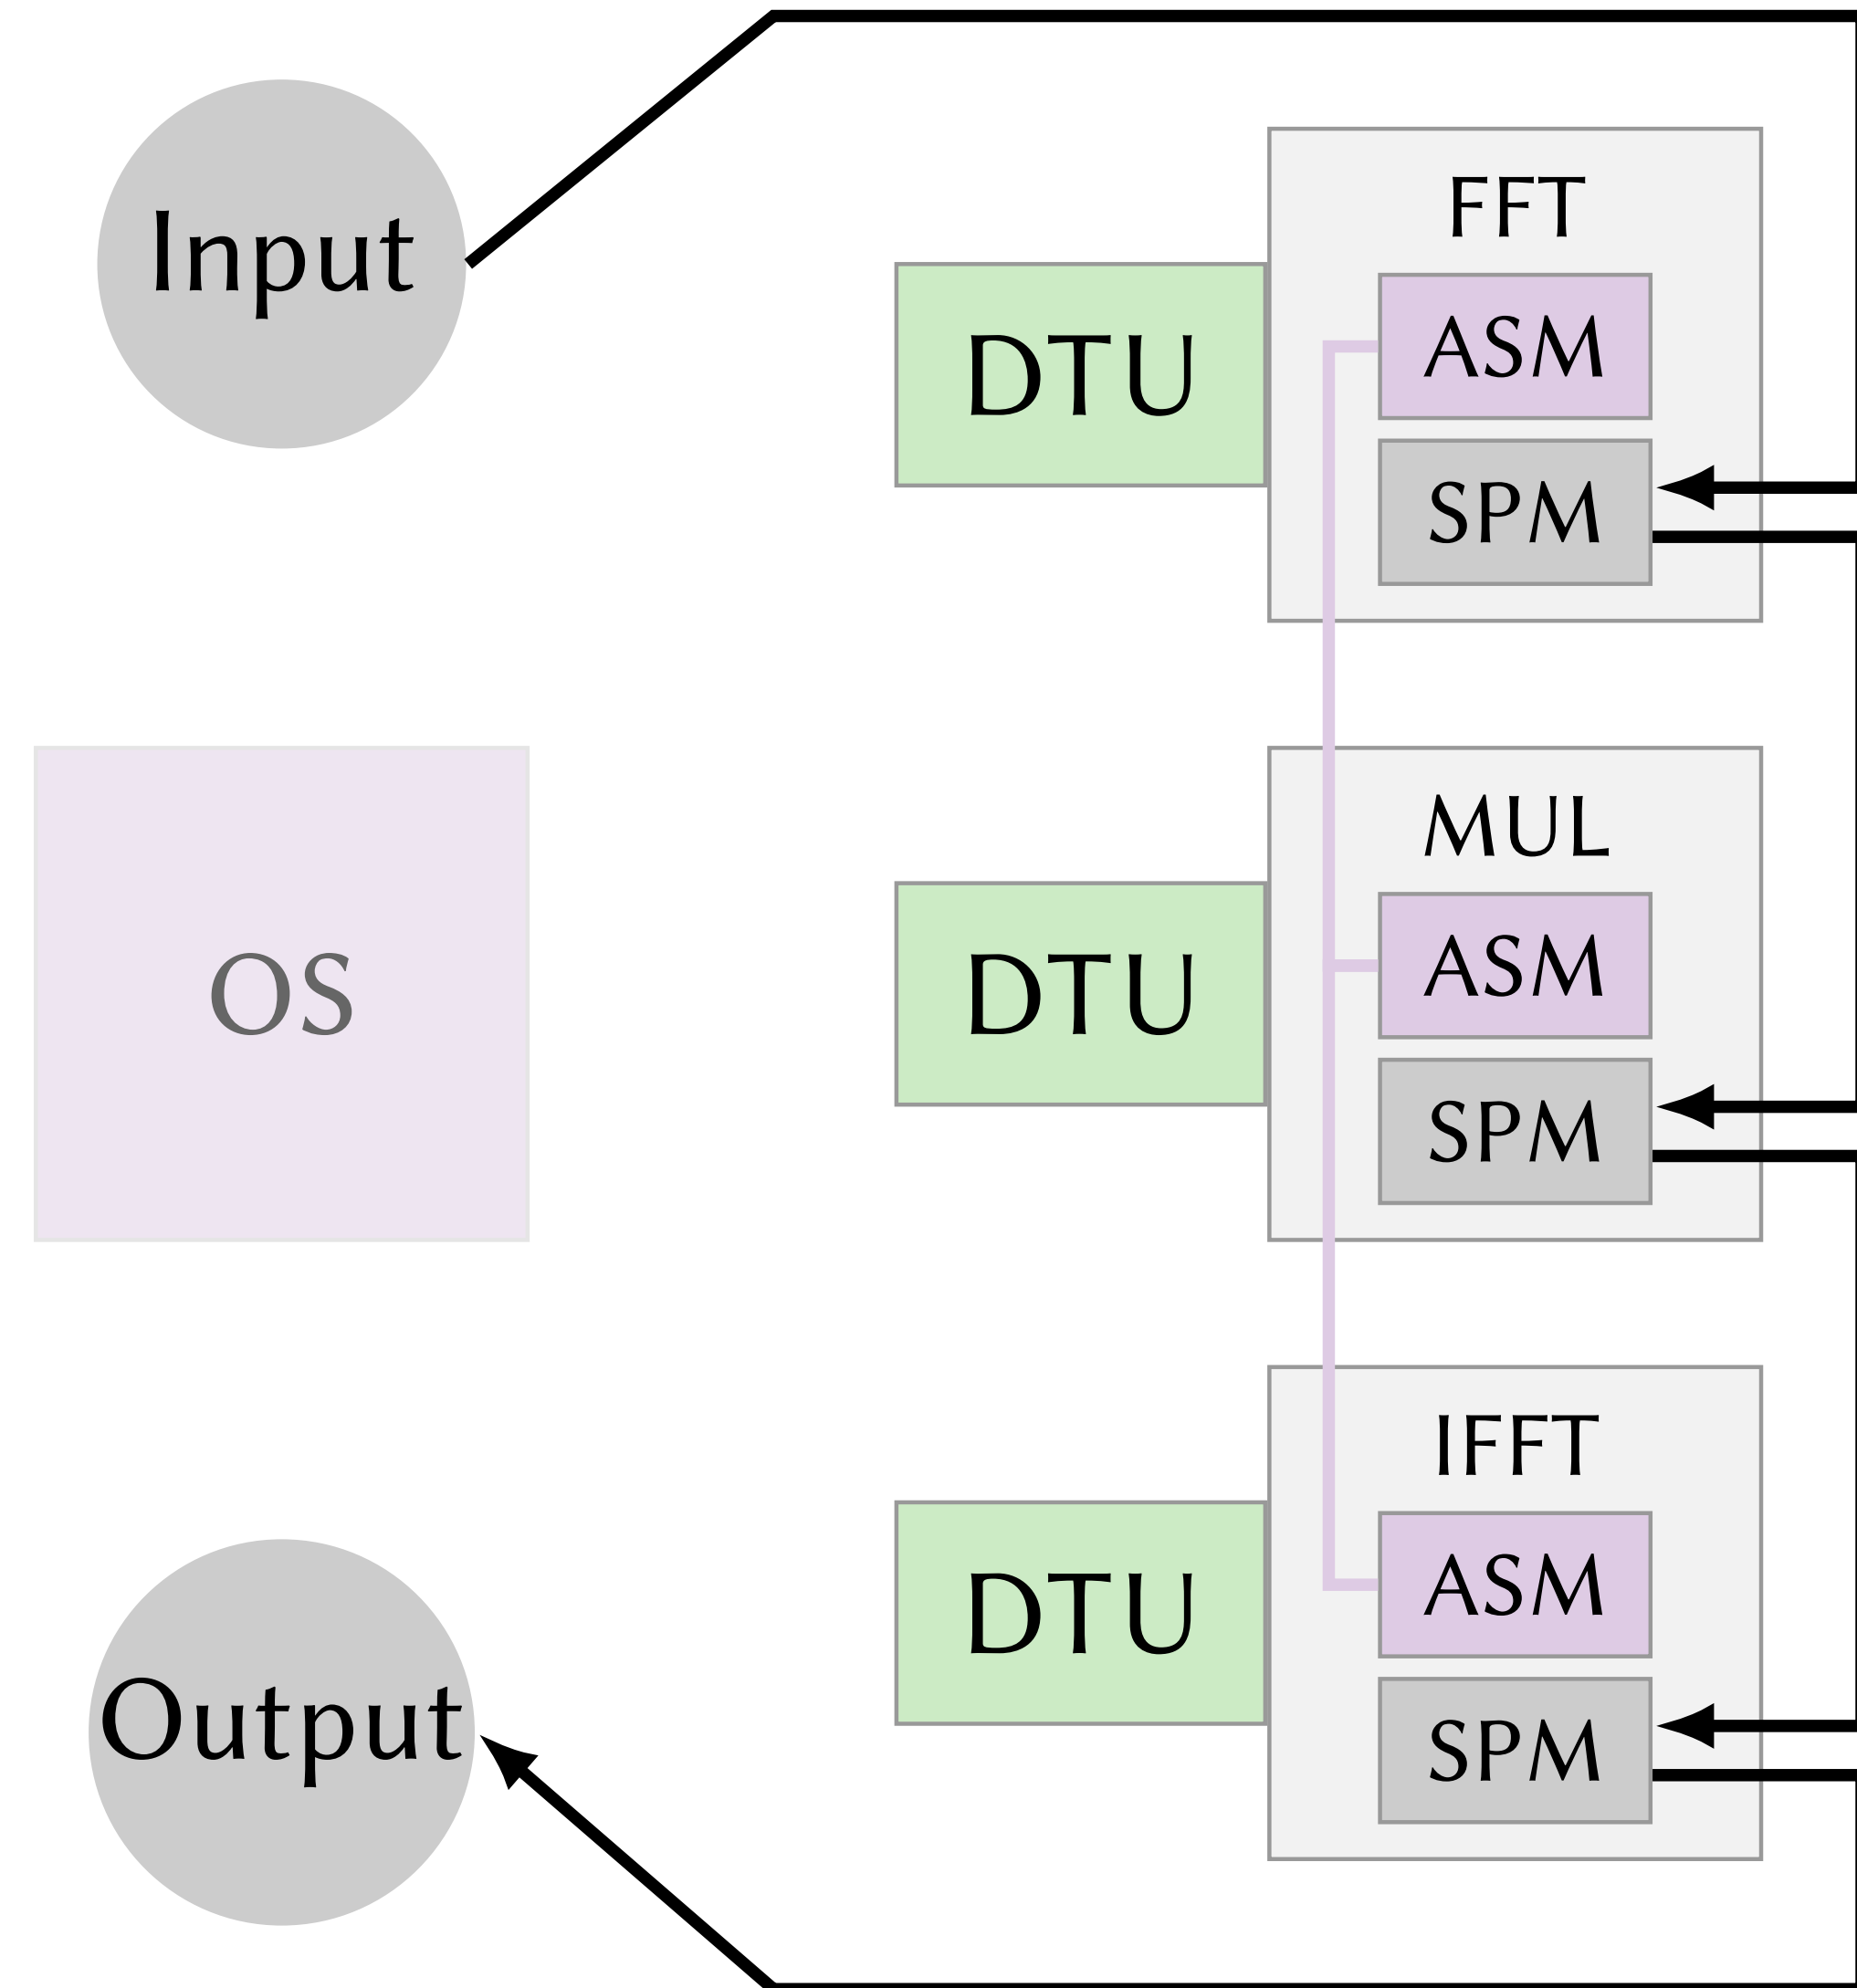 Input
FFT
DTU
ASM
SPM
MUL
OS
DTU
ASM
SPM
IFFT
DTU
ASM
SPM
Output